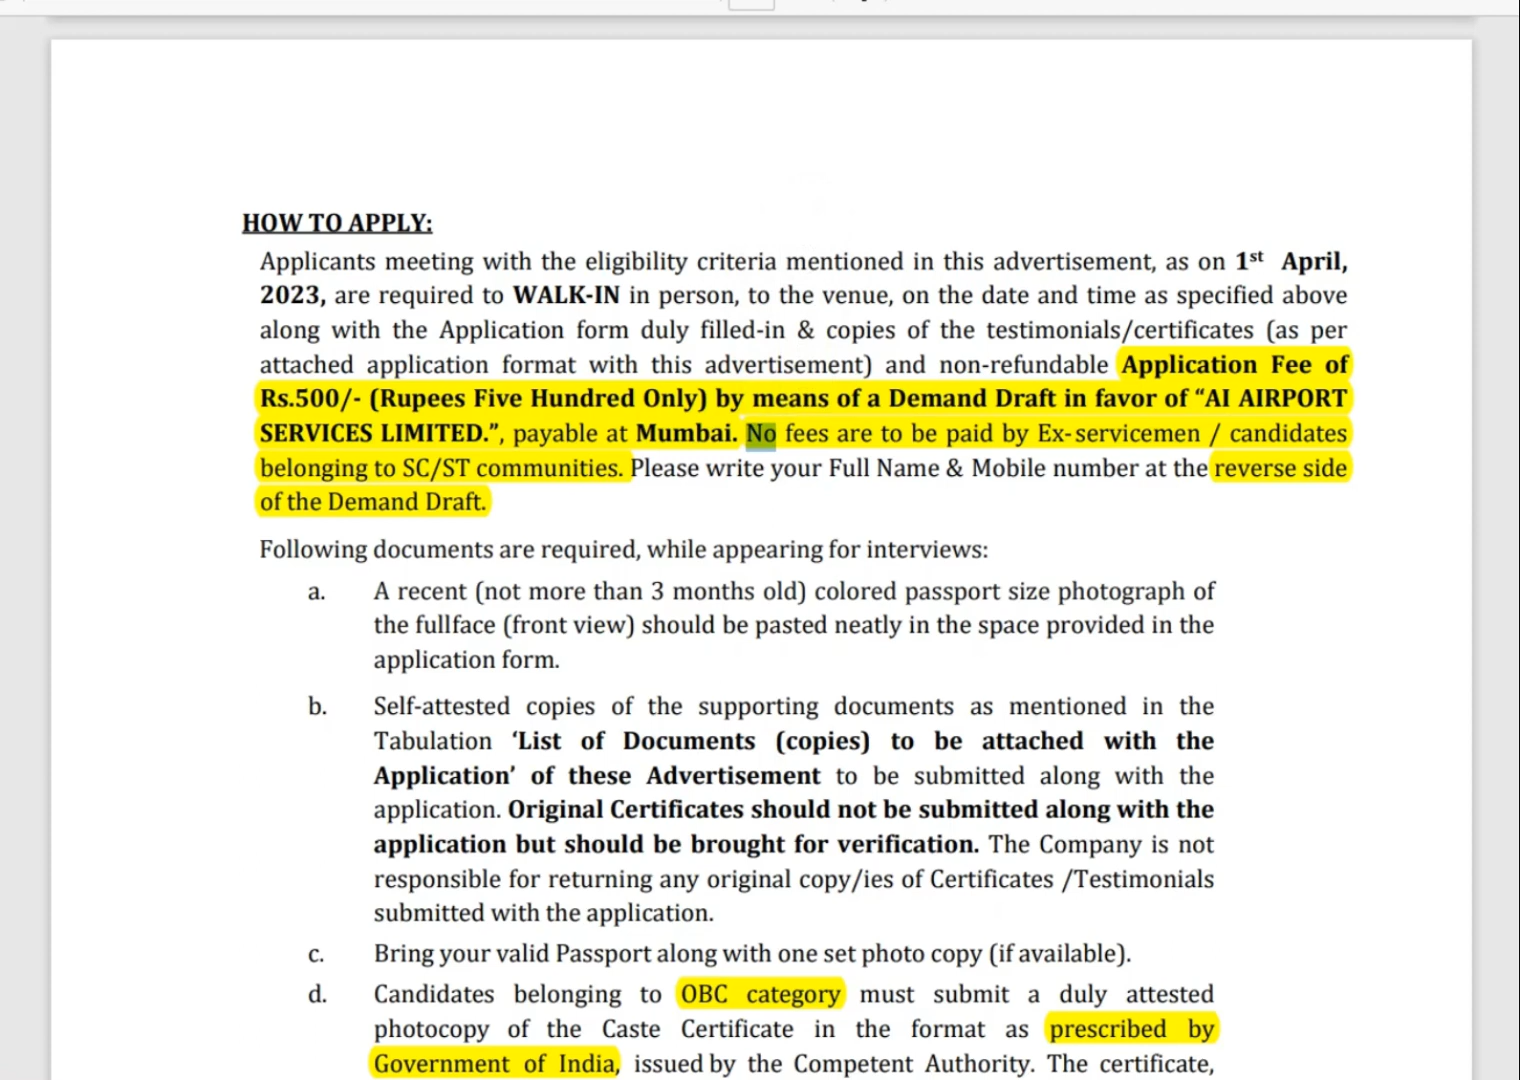 HOW TO APPLY:
Applicants meeting with the eligibility criteria mentioned in this advertisement, as on 1st April,
2023, are required to WALK-IN in person, to the venue, on the date and time as specified above
along with the Application form duly filled-in & copies of the testimonials/certificates (as per
attached application format with this advertisement) and non-refundable Application Fee of
Rs.500/- (Rupees Five Hundred Only) by means of a Demand Draft in favor of “AI AIRPORT
SERVICES LIMITED.”, payable at Mumbai. No fees are to be paid by Ex-servicemen / candidates
belonging to SC/ST communities. Please write your Full Name & Mobile number at the reverse side
of the Demand Draft.
Following documents are required, while appearing for interviews:
a. A recent (not more than 3 months old) colored passport size photograph of
the fullface (front view) should be pasted neatly in the space provided in the
application form.
b. Self-attested copies of the supporting documents as mentioned in the
Tabulation ‘List of Documents (copies) to be attached with the
Application’ of these Advertisement to be submitted along with the
application. Original Certificates should not be submitted along with the
application but should be brought for verification. The Company is not
responsible for returning any original copy/ies of Certificates /Testimonials
submitted with the application.
c. Bring your valid Passport along with one set photo copy (if available).
d. Candidates belonging to OBC category must submit a duly attested
photocopy of the Caste Certificate in the format as prescribed by
Government of India, issued by the Competent Authority. The certificate,